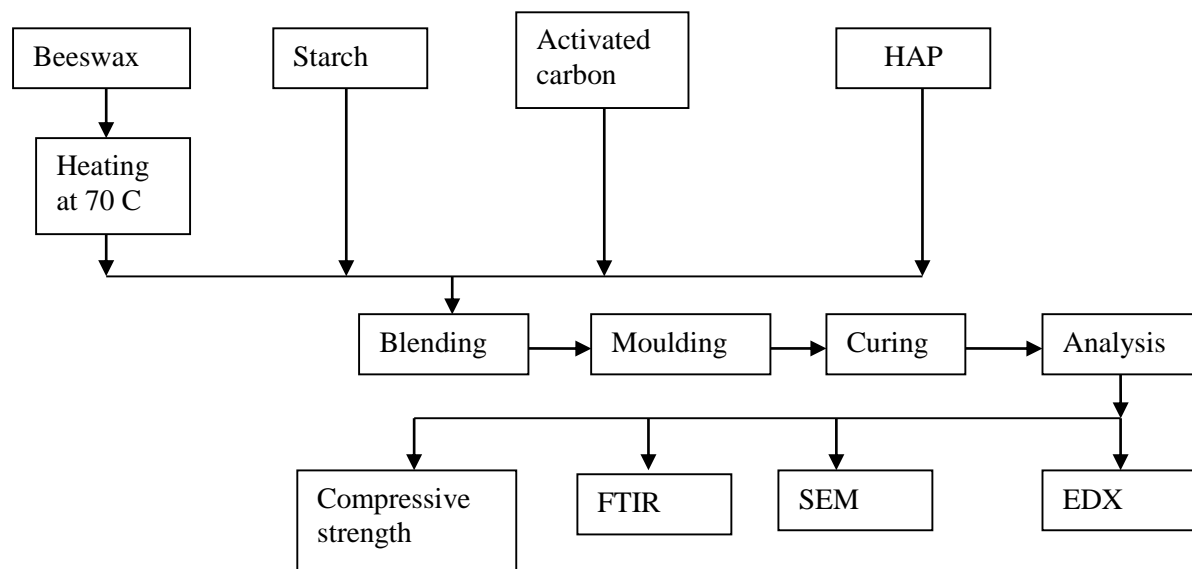 Beeswax
Starch
Activated
carbon
HAP
Heating
at 70 C
Blending
Moulding
Curing
Analysis
Compressive
strength
FTIR
SEM
EDX